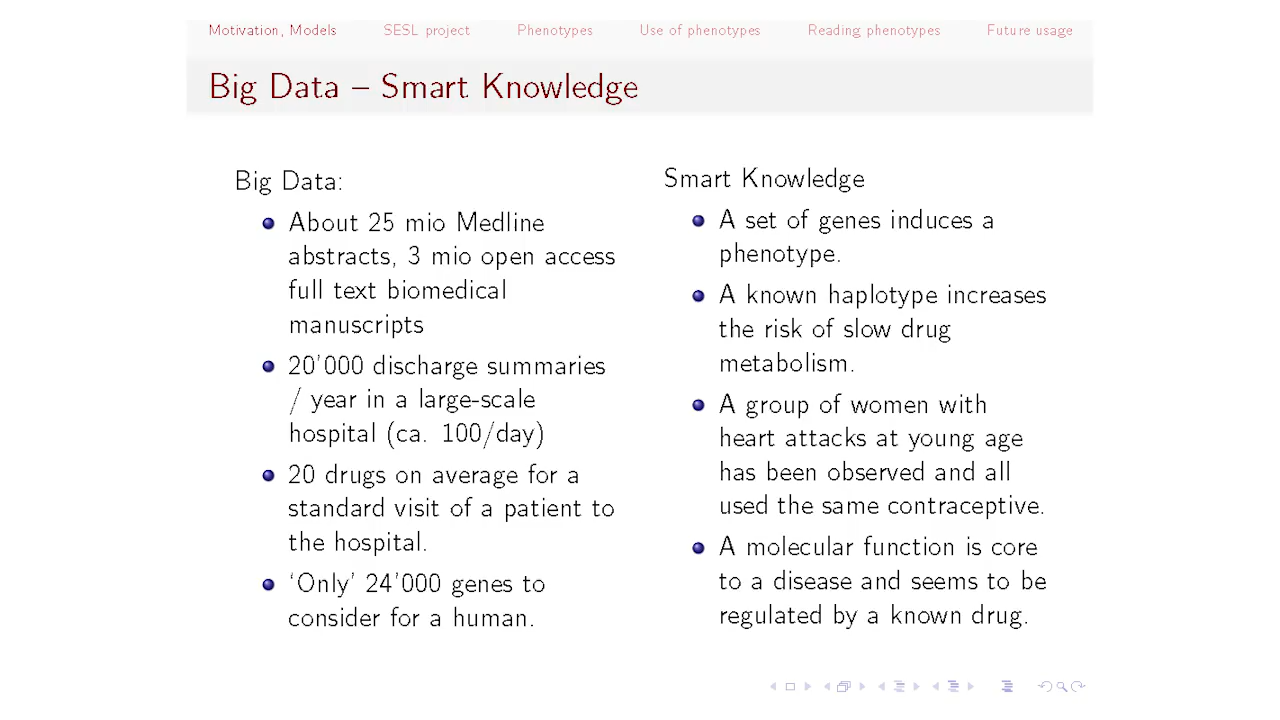 Motivation, Models SESL project Phenotypes Use of phenotypes Reading phenotypes Future usage
Big Data – Smart Knowledge
Big Data:
About 25 mio Medline
abstracts, 3 mio open access
full text biomedical
manuscripts
20'000 discharge summaries
/ year in a large-scale
hospital (ca. 100/day)
20 drugs on average for a
standard visit of a patient to
the hospital.
‘Only’ 24'000 genes to
consider for a human.
Smart Knowledge
A set of genes induces a
phenotype.
A known haplotype increases
the risk of slow drug
metabolism.
A group of women with
heart attacks at young age
has been observed and all
used the same contraceptive.
A molecular function is core
to a disease and seems to be
regulated by a known drug.